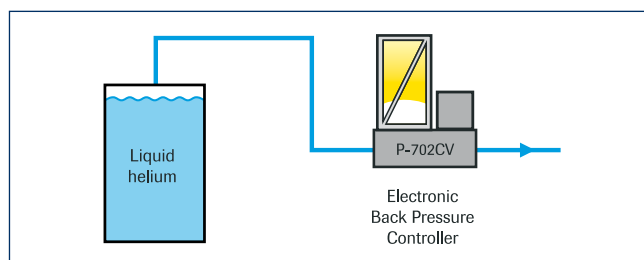 Liquid
helium
P-702CV
Electronic
Back Pressure
Controller